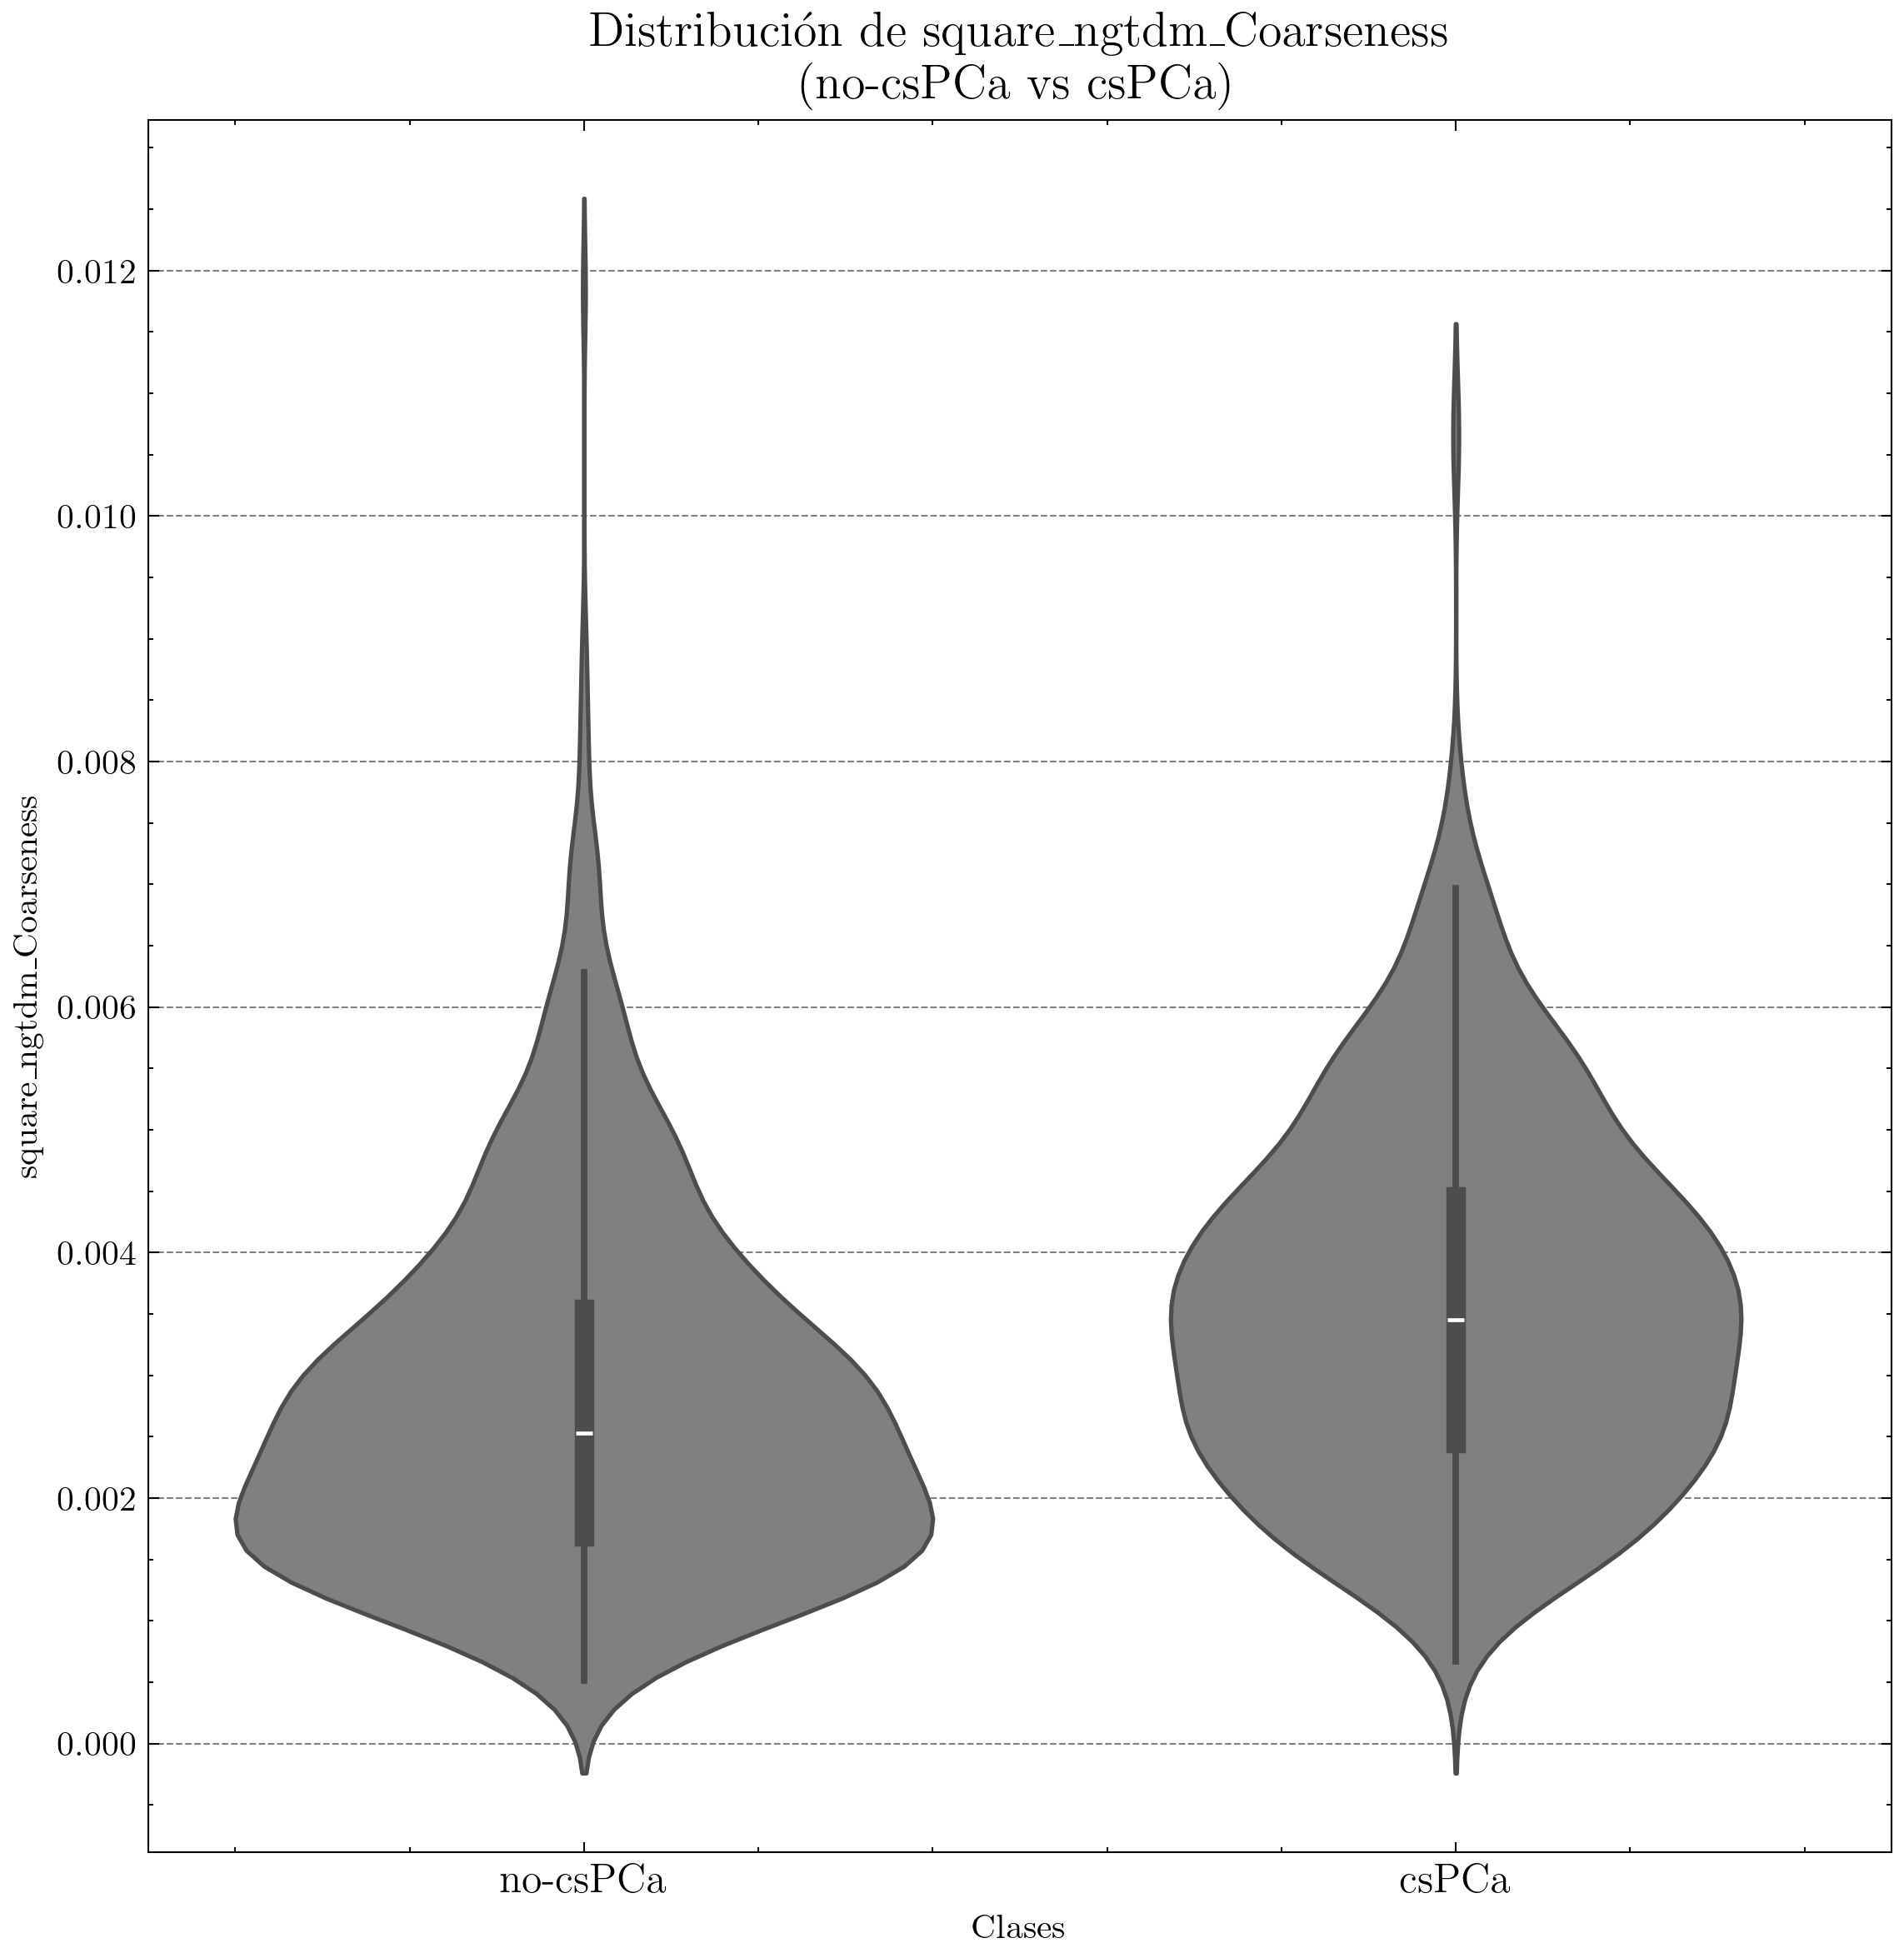 Distribución de square_ngtdm_Coarseness
(no-csPCa vs csPCa)
square_ngtdm_Coarseness
0.012
0.010
0.008
0.006
0.004
0.002
0.000
no-csPCa
csPCa
Clases